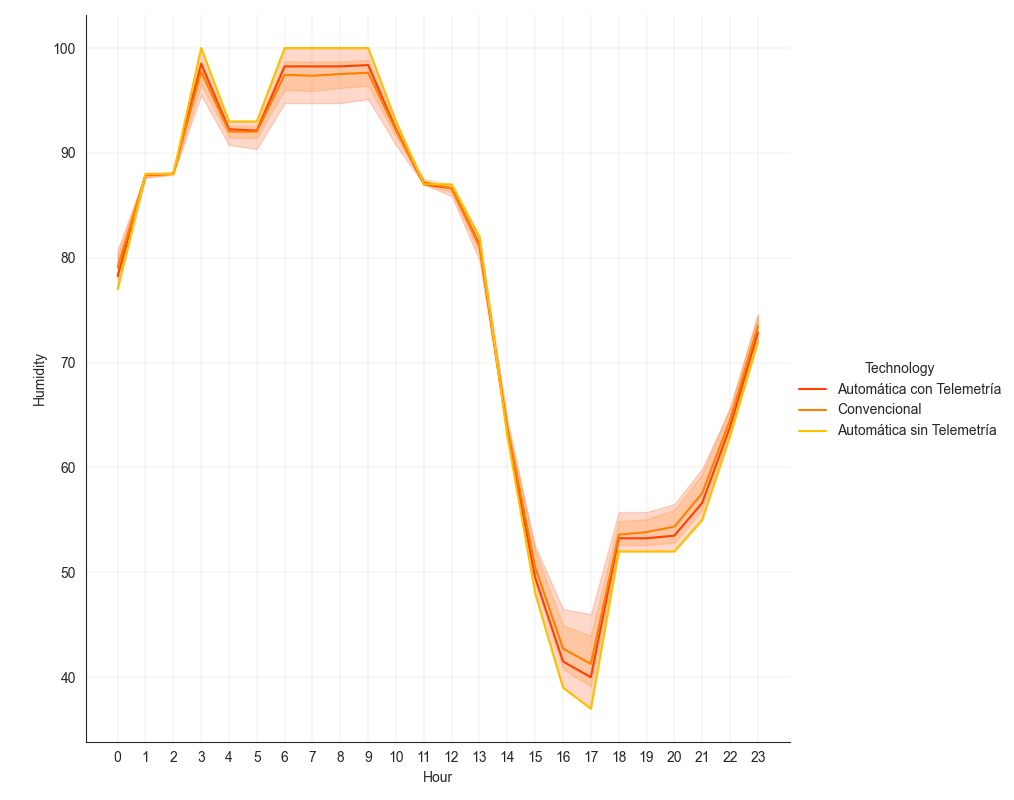 100
90
80
70
60
50
40
Humidity
0 1 2 3 4 5 6 7 8 9 10 11 12 13 14 15 16 17 18 19 20 21 22 23
Hour
Technology
Automática con Telemetría
Convencional
Automática sin Telemetría